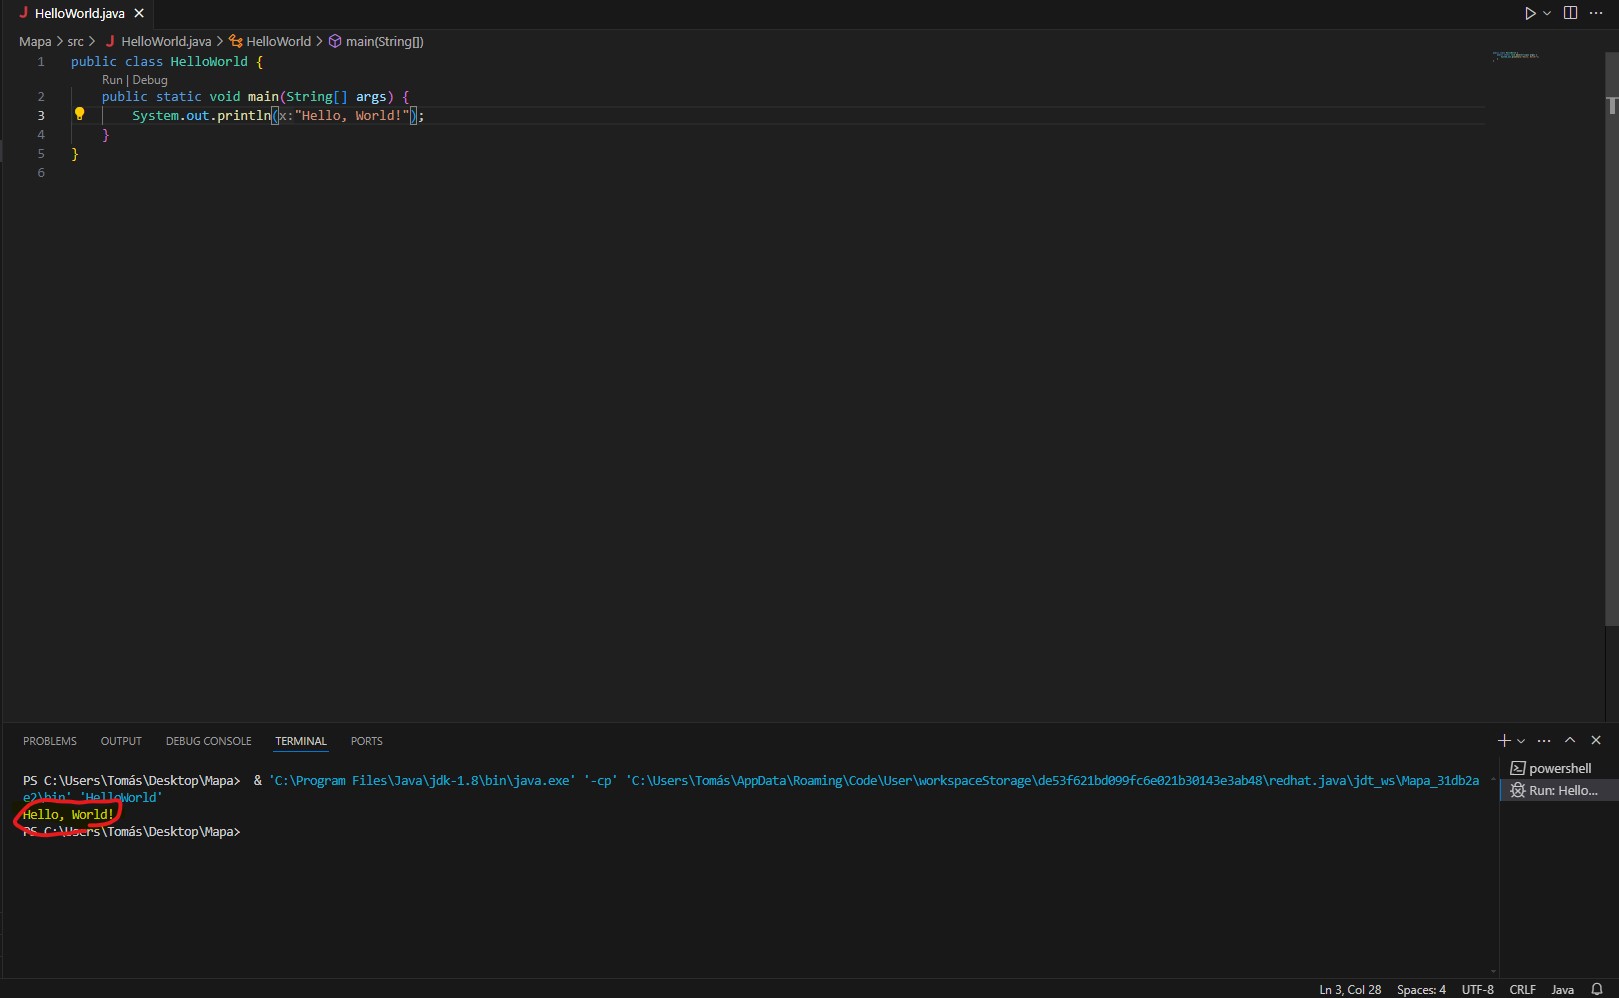 HelloWorld.java
Mapa > src > HelloWorld.java > HelloWorld > main(String[])
1 public class HelloWorld {
Run | Debug
2 public static void main(String[] args) {
3 System.out.println(x:"Hello, World!");
4 }
5 }
6
PROBLEMS OUTPUT DEBUG CONSOLE TERMINAL PORTS
PS C:\Users\Tomás\Desktop\Mapa> & 'C:\Program Files\Java\jdk-1.8\bin\java.exe' '-cp' 'C:\Users\Tomás\AppData\Roaming\Code\User\workspaceStorage\de53f621bd099fc6e021b30143e3ab48\redhat.java\jdt_ws\Mapa_31db2a
e2\bin' 'HelloWorld'
Hello, World!
PS C:\Users\Tomás\Desktop\Mapa>
powershell
Run: Hello...
Ln 3, Col 28 Spaces: 4 UTF-8 CRLF Java